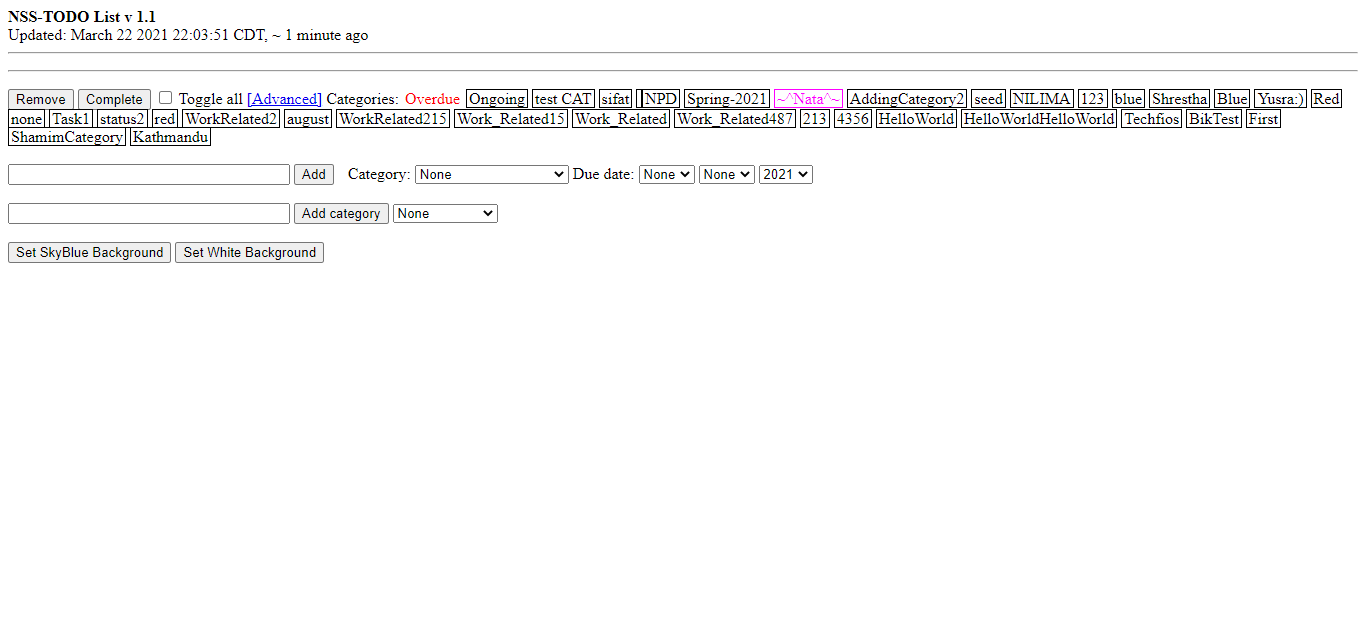 NSS-TODO List v 1.1
Updated: March 22 2021 22:03:51 CDT, ~ 1 minute ago
Remove Complete Toggle all [Advanced] Categories: Overdue Ongoing test CAT sifat NPD Spring-2021 ~^Nata^~ AddingCategory2 seed NILIMA 123 blue Shrestha Blue Yusra:) Red
none Task1 status2 red WorkRelated2 august WorkRelated215 Work_Related15 Work_Related Work_Related487 213 4356 HelloWorld HelloWorldHelloWorld Techfios BikTest First
ShamimCategory Kathmandu
Add Category: None Due date: None None 2021
Add category None
Set SkyBlue Background Set White Background